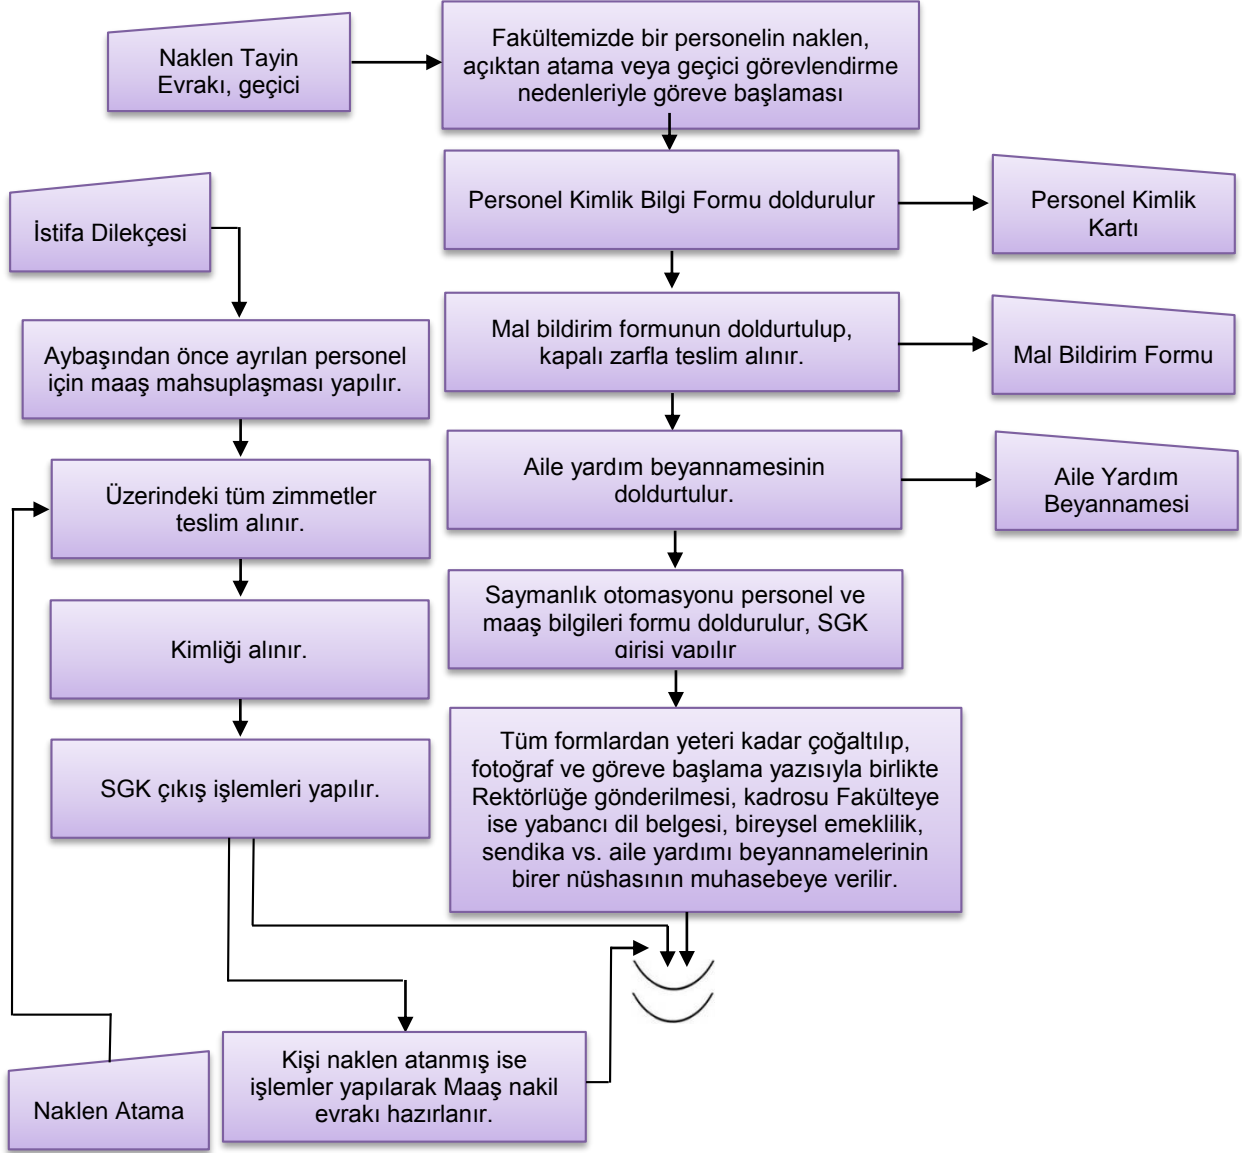 Naklen Tayin
Evrakı, geçici
Fakültemizde bir personelin naklen,
açıktan atama veya geçici görevlendirme
nedenleriyle göreve başlaması
Personel Kimlik Bilgi Formu doldurulur
Personel Kimlik
Kartı
İstifa Dilekçesi
Mal bildirim formunun doldurtulup,
kapalı zarfla teslim alınır.
Mal Bildirim Formu
Aybaşından önce ayrılan personel
için maaş mahsuplaşması yapılır.
Aile yardım beyannamesinin
doldurtulur.
Aile Yardım
Beyannamesi
Üzerindeki tüm zimmetler
teslim alınır.
Saymanlık otomasyonu personel ve
maaş bilgileri formu doldurulur, SGK
girişi yapılır
Kimliği alınır.
Tüm formlardan yeteri kadar çoğaltılıp,
fotoğraf ve göreve başlama yazısıyla birlikte
Rektörlüğe gönderilmesi, kadrosu Fakülteye
ise yabancı dil belgesi, bireysel emeklilik,
sendika vs. aile yardımı beyannamelerinin
birer nüshasının muhasebeye verilir.
SGK çıkış işlemleri yapılır.
Kişi naklen atanmış ise
işlemler yapılarak Maaş nakil
evrakı hazırlanır.
Naklen Atama